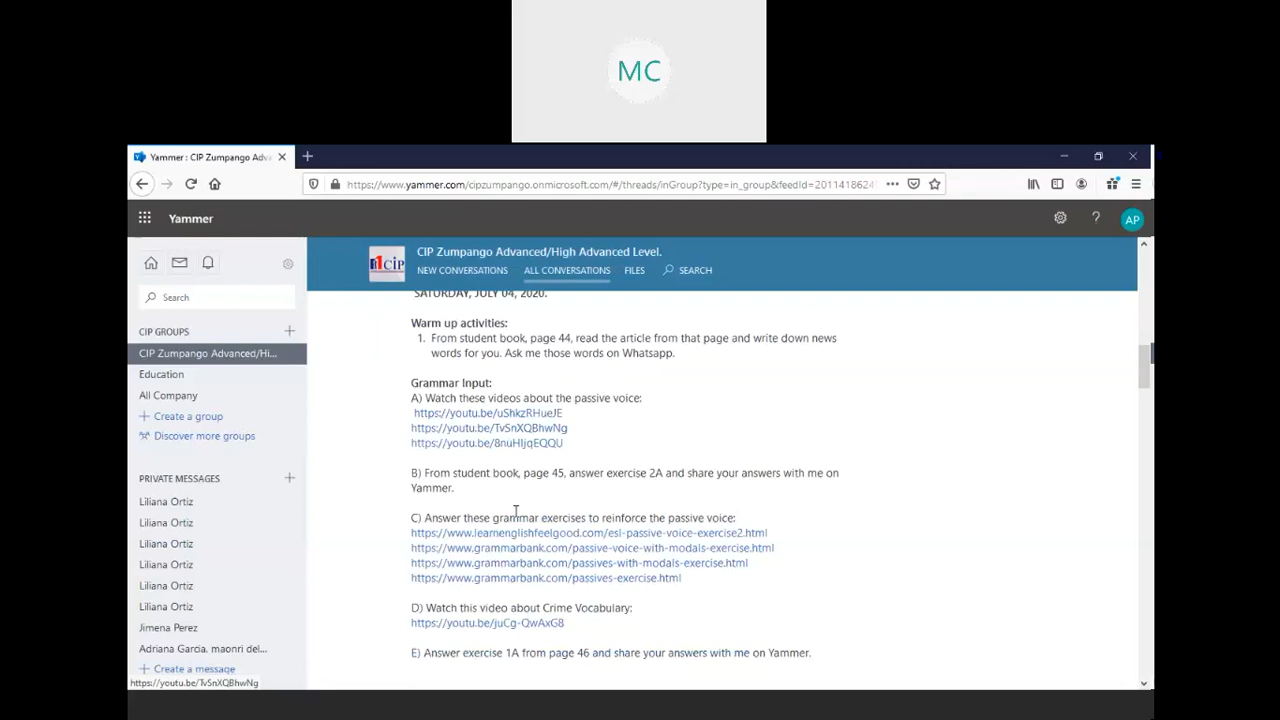 MC
Yammer : CIP Zumpango Adva
https://www.yammer.com/cipzumpango.onmicrosoft.com/#/threads/inGroup?type=in_group&feedId=2011418624
Yammer
AP
CIP Zumpango Advanced/High Advanced Level.
NEW CONVERSATIONS ALL CONVERSATIONS FILES SEARCH
Search
CIP GROUPS
CIP Zumpango Advanced/Hi...
Education
All Company
Create a group
Discover more groups
PRIVATE MESSAGES
Liliana Ortiz
Liliana Ortiz
Liliana Ortiz
Liliana Ortiz
Liliana Ortiz
Liliana Ortiz
Jimena Perez
Adriana Garcia. maonri del...
Create a message
https://youtu.be/TvSnXQBhwNg
CIP
SATURDAY, JULY 04, 2020.
Warm up activities:
1. From student book, page 44, read the article from that page and write down news
words for you. Ask me those words on Whatsapp.
Grammar Input:
A) Watch these videos about the passive voice:
https://youtu.be/uShkzRHueJE
https://youtu.be/TvSnXQBhwNg
https://youtu.be/8nuHIjqEQQU
B) From student book, page 45, answer exercise 2A and share your answers with me on
Yammer.
C) Answer these grammar exercises to reinforce the passive voice:
https://www.learnenglishfeelgood.com/esl-passive-voice-exercise2.html
https://www.grammarbank.com/passive-voice-with-modals-exercise.html
https://www.grammarbank.com/passives-with-modals-exercise.html
https://www.grammarbank.com/passives-exercise.html
D) Watch this video about Crime Vocabulary:
https://youtu.be/juCg-QwAxG8
E) Answer exercise 1A from page 46 and share your answers with me on Yammer.